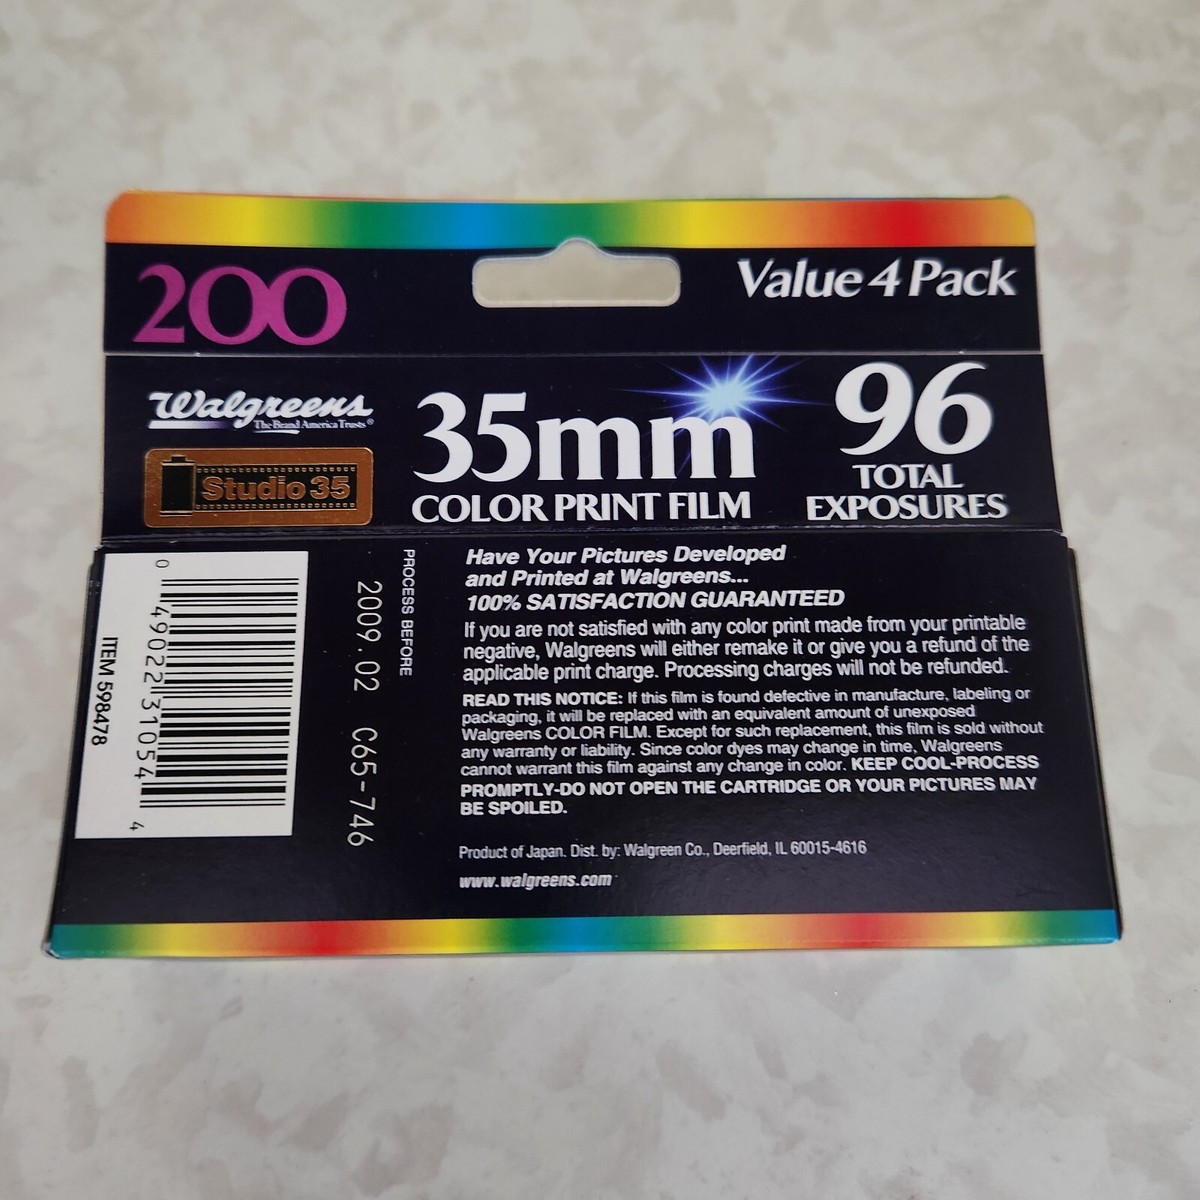 200
Value 4 Pack
Walgreens
The Brand America Trusts®
Studio 35
35mm
COLOR PRINT FILM
96
TOTAL
EXPOSURES
0 49022 31054 4
ITEM 598478
PROCESS BEFORE
2009.02 C65-746
Have Your Pictures Developed
and Printed at Walgreens...
100% SATISFACTION GUARANTEED
If you are not satisfied with any color print made from your printable
negative, Walgreens will either remake it or give you a refund of the
applicable print charge. Processing charges will not be refunded.
READ THIS NOTICE: If this film is found defective in manufacture, labeling or
packaging, it will be replaced with an equivalent amount of unexposed
Walgreens COLOR FILM. Except for such replacement, this film is sold without
any warranty or liability. Since color dyes may change in time, Walgreens
cannot warrant this film against any change in color. KEEP COOL-PROCESS
PROMPTLY-DO NOT OPEN THE CARTRIDGE OR YOUR PICTURES MAY
BE SPOILED.
Product of Japan. Dist. by: Walgreen Co., Deerfield, IL 60015-4616
www.walgreens.com